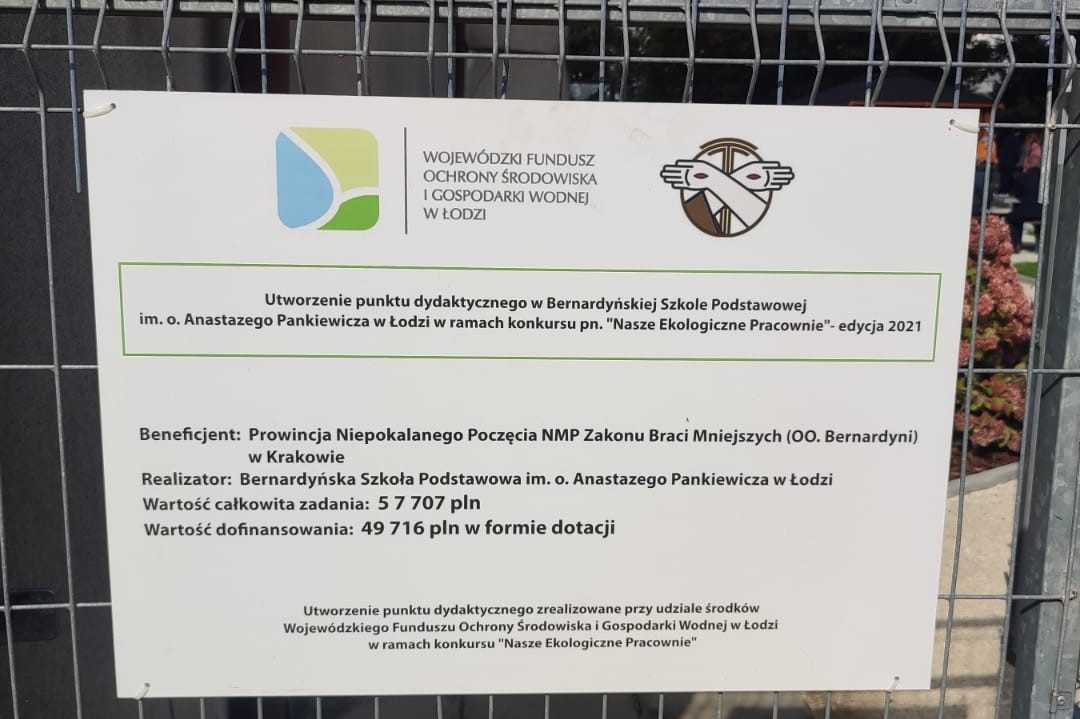 WOJEWÓDZKI FUNDUSZ
OCHRONY ŚRODOWISKA
I GOSPODARKI WODNEJ
W ŁODZI
Utworzenie punktu dydaktycznego w Bernardyńskiej Szkole Podstawowej
im. o. Anastazego Pankiewicza w Łodzi w ramach konkursu pn. "Nasze Ekologiczne Pracownie"- edycja 2021
Beneficjent: Prowincja Niepokalanego Poczęcia NMP Zakonu Braci Mniejszych (OO. Bernardyni)
w Krakowie
Realizator: Bernardyńska Szkoła Podstawowa im. o. Anastazego Pankiewicza w Łodzi
Wartość całkowita zadania: 5 7 707 pln
Wartość dofinansowania: 49 716 pln w formie dotacji
Utworzenie punktu dydaktycznego zrealizowane przy udziale środków
Wojewódzkiego Funduszu Ochrony Środowiska i Gospodarki Wodnej w Łodzi
w ramach konkursu "Nasze Ekologiczne Pracownie"